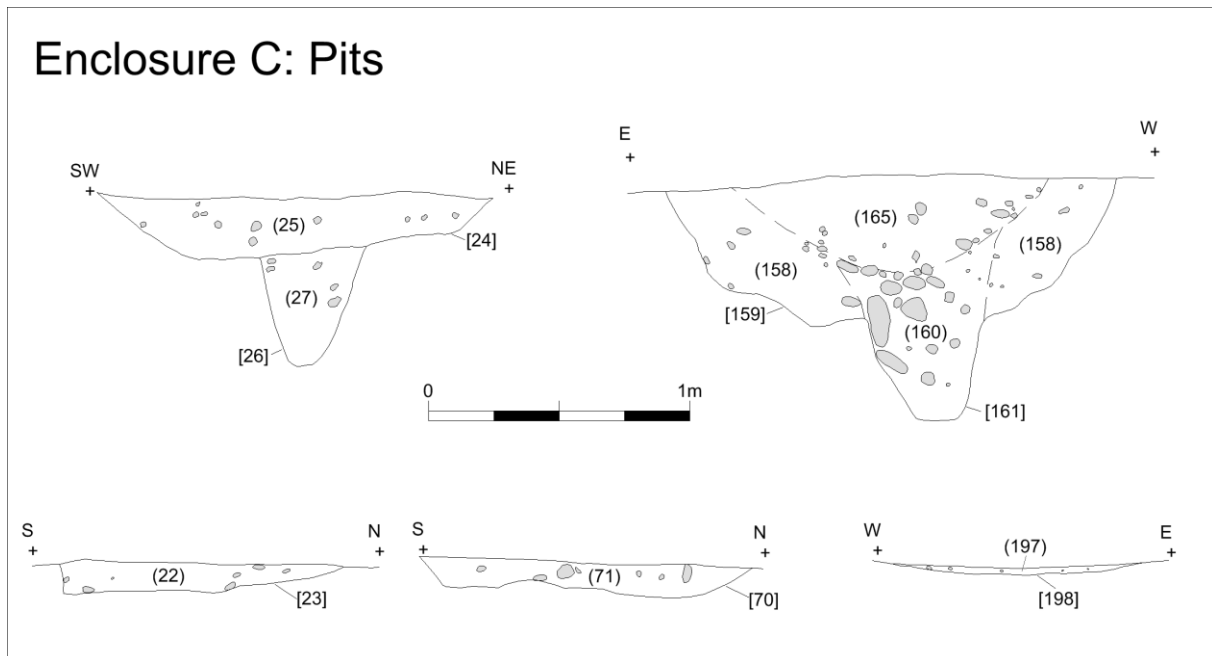 Enclosure C: Pits
SW
NE
(25)
[24]
(27)
[26]
E
W
(165)
(158)
(158)
[159]
(160)
[161]
0
1m
S
N
(22)
[23]
S
N
(71)
[70]
W
E
(197)
[198]